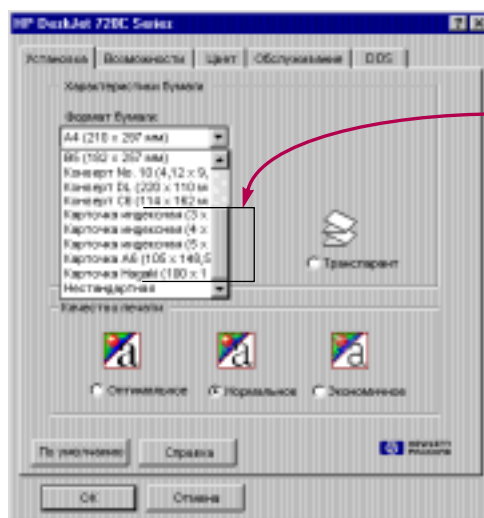 HP DeskJet 720C Series
Установка Возможности Цвет Обслуживание DOS
Характеристики бумаги
Формат бумаги:
A4 (210 x 297 мм)
B5 (182 x 257 мм)
Конверт No. 10 (4,12 x 9,
Конверт DL (220 x 110 м
Конверт C6 (114 x 162 м
Карточка индексная (3 x
Карточка индексная (4 x
Карточка индексная (5 x
Карточка A6 (105 x 148,5
Карточка Hagaki (100 x 1
Нестандартная
Транспарант
Качество печати
Оптимальное Нормальное Экономичное
По умолчанию Справка HEWLETT
PACKARD
OK Отмена